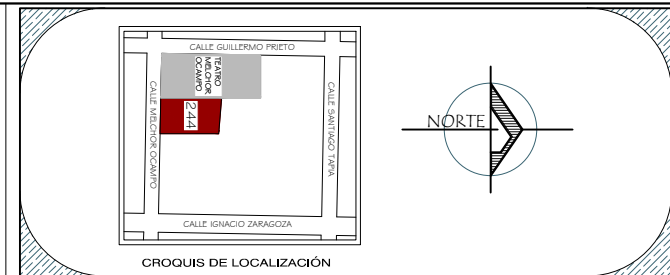 CALLE GUILLERMO PRIETO
TEATRO
MELCHOR
OCAMPO
CALLE MELCHOR OCAMPO
244
CALLE SANTIAGO TAPIA
CALLE IGNACIO ZARAGOZA
CROQUIS DE LOCALIZACIÓN
NORTE